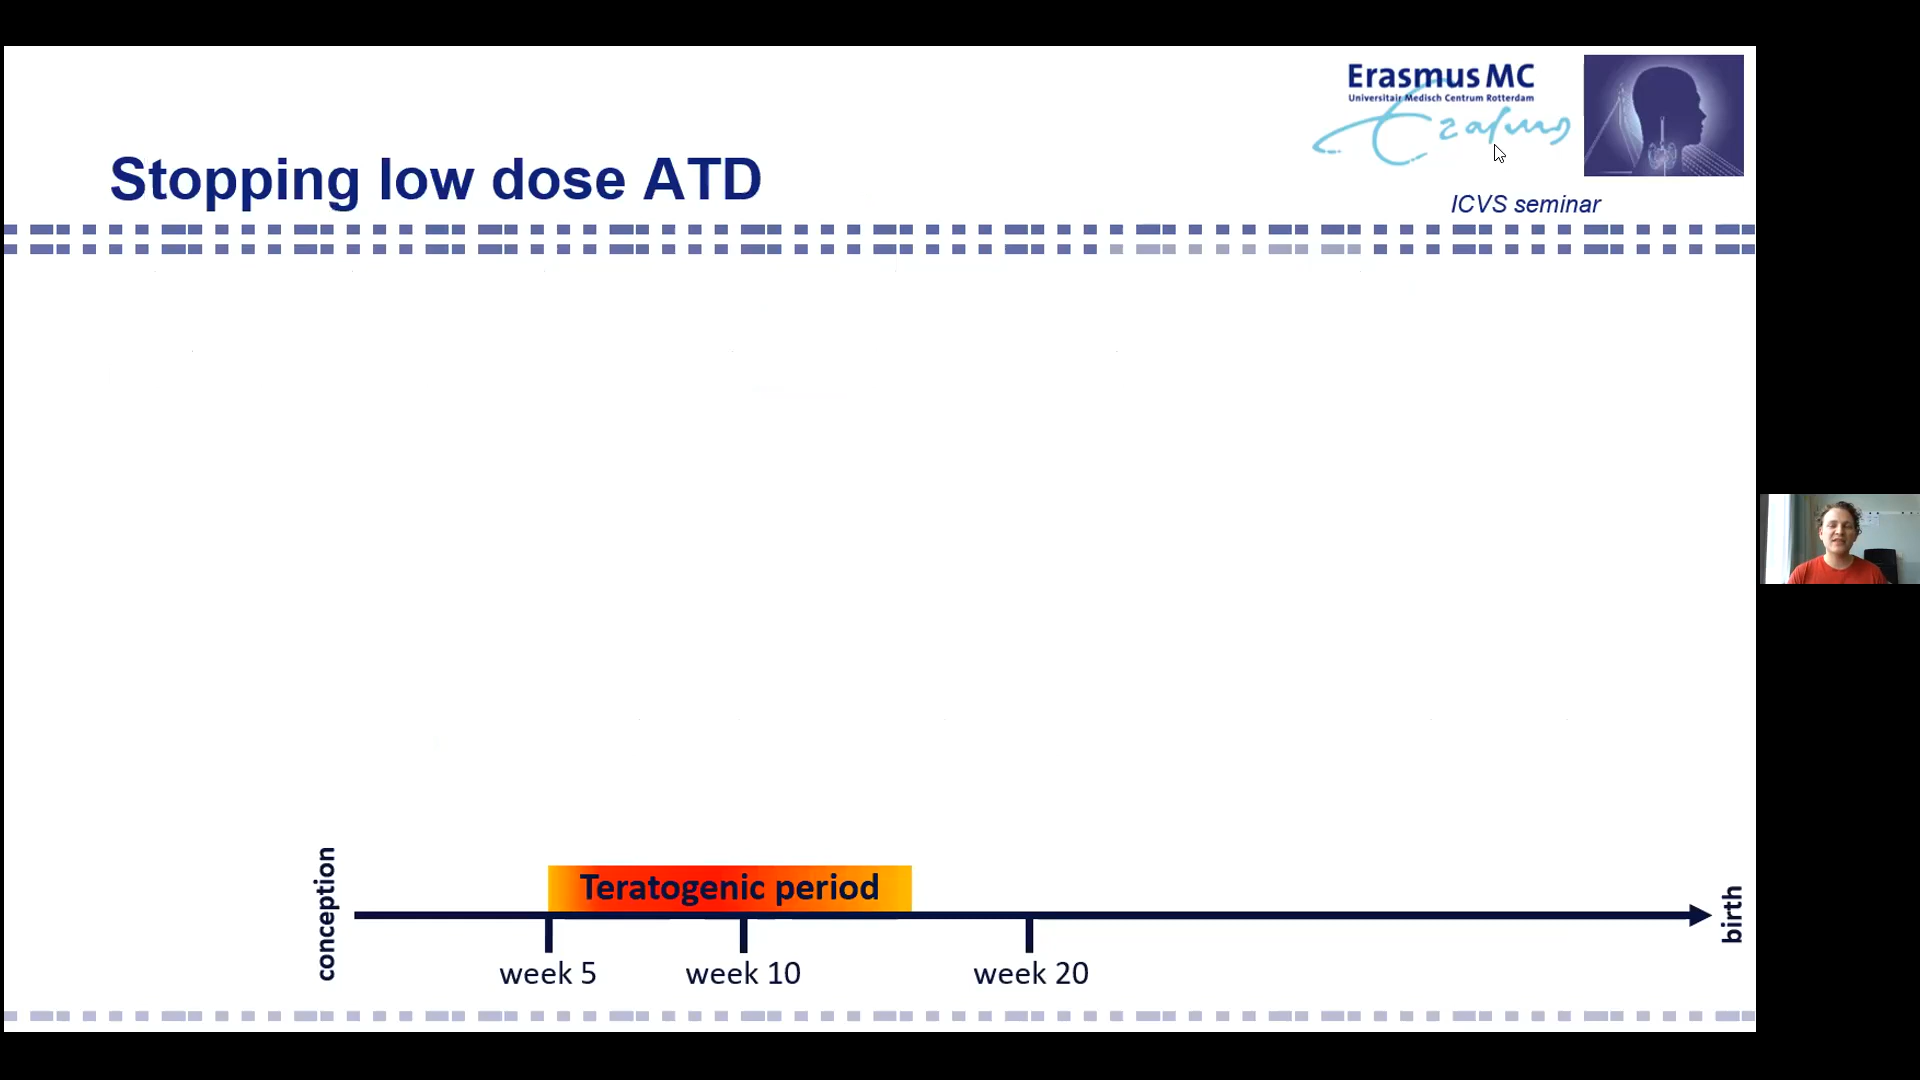 Erasmus MC
Universitair Medisch Centrum Rotterdam
Erasmus
Stopping low dose ATD
ICVS seminar
conception
Teratogenic period
birth
week 5
week 10
week 20